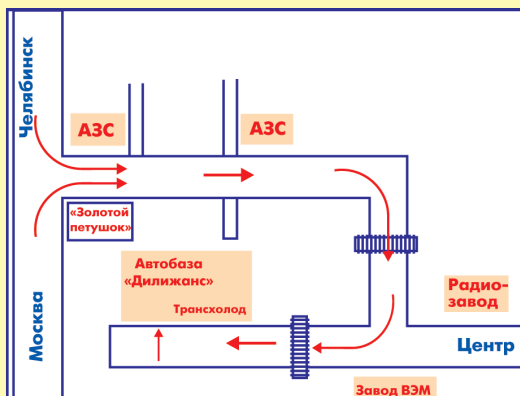 Челябинск
АЗС
АЗС
«Золотой
петушок»
Автобаза
«Дилижанс»
Трансхолод
Радио-
завод
Москва
Центр
Завод ВЭМ